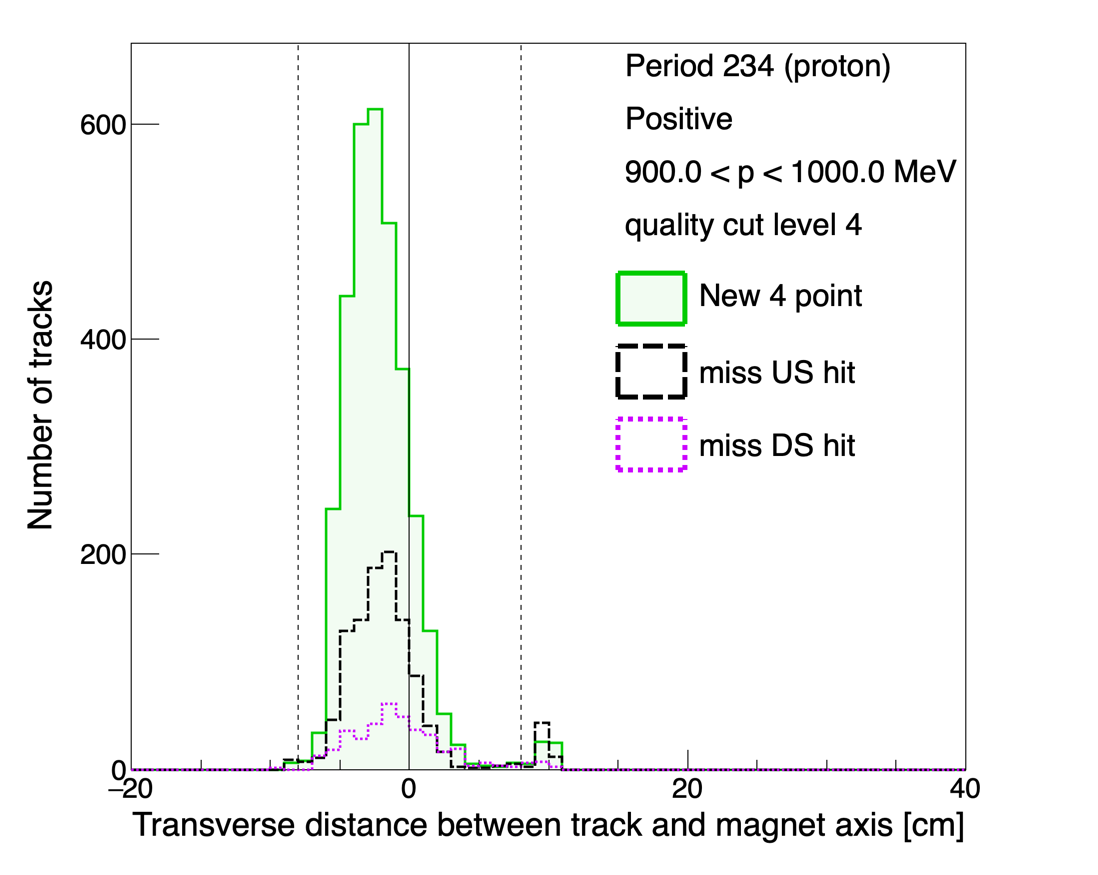 Period 234 (proton)
Positive
900.0 < p < 1000.0 MeV
quality cut level 4
New 4 point
miss US hit
miss DS hit
Number of tracks
600
400
200
0
−20
0
20
40
Transverse distance between track and magnet axis [cm]